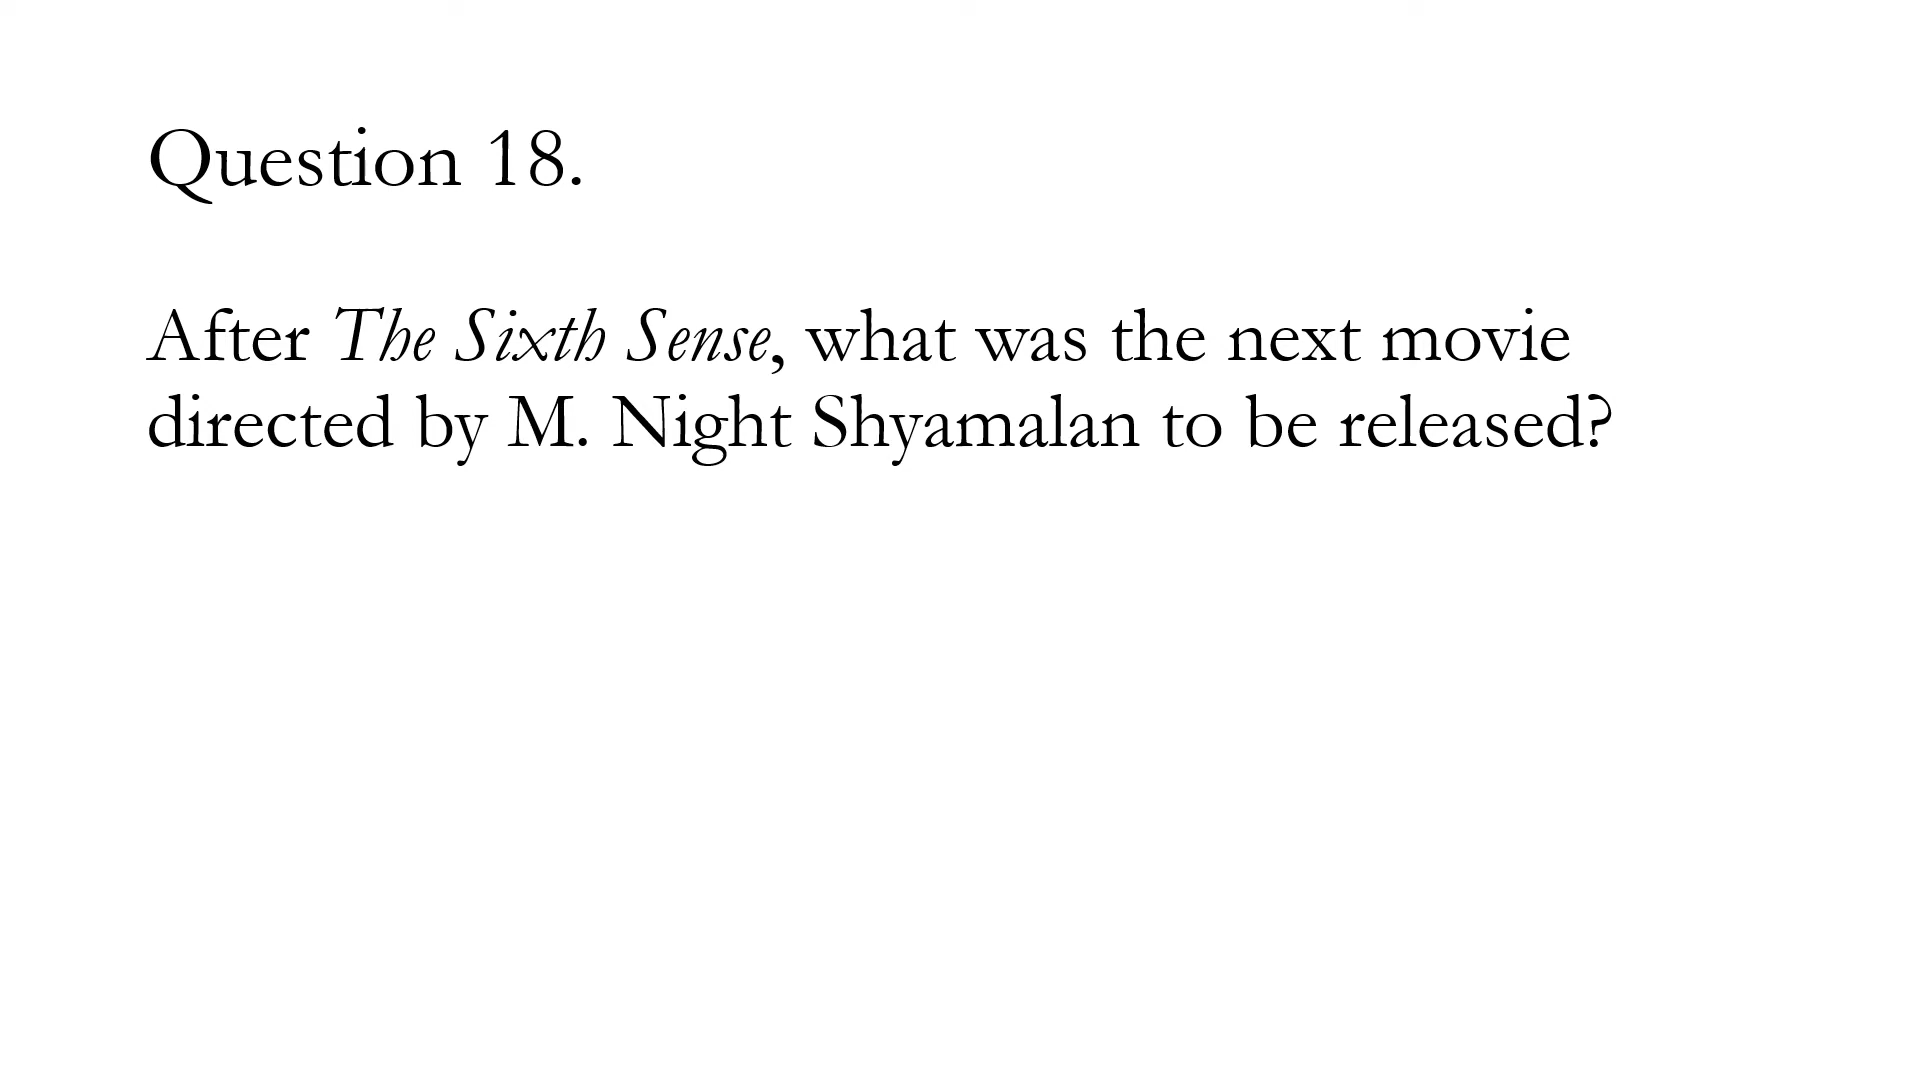 Question 18.
After The Sixth Sense, what was the next movie
directed by M. Night Shyamalan to be released?